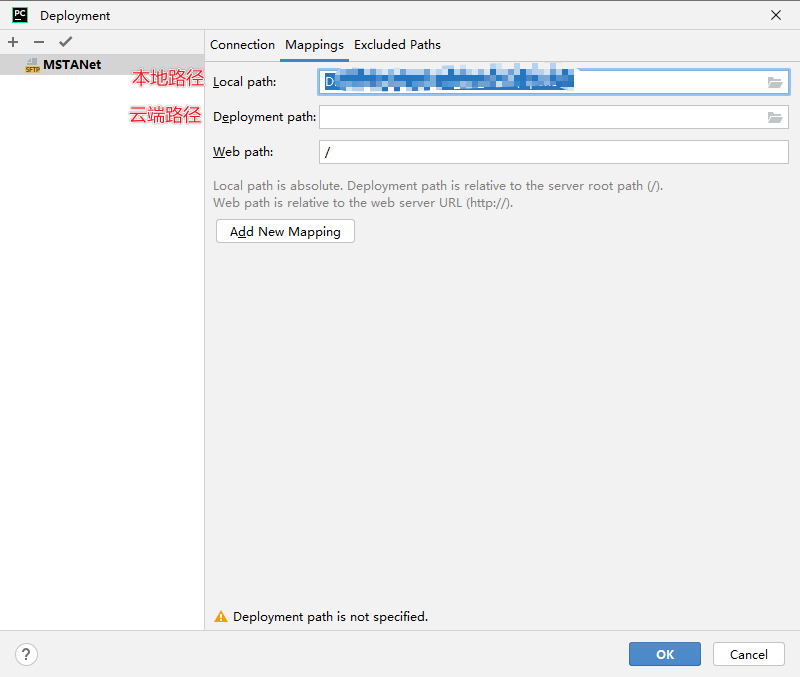 PC Deployment
MSTANet
SFTP
本地路径
云端路径
Connection Mappings Excluded Paths
Local path: D:
Deployment path:
Web path: /
Local path is absolute. Deployment path is relative to the server root path (/).
Web path is relative to the web server URL (http://).
Add New Mapping
Deployment path is not specified.
? OK Cancel